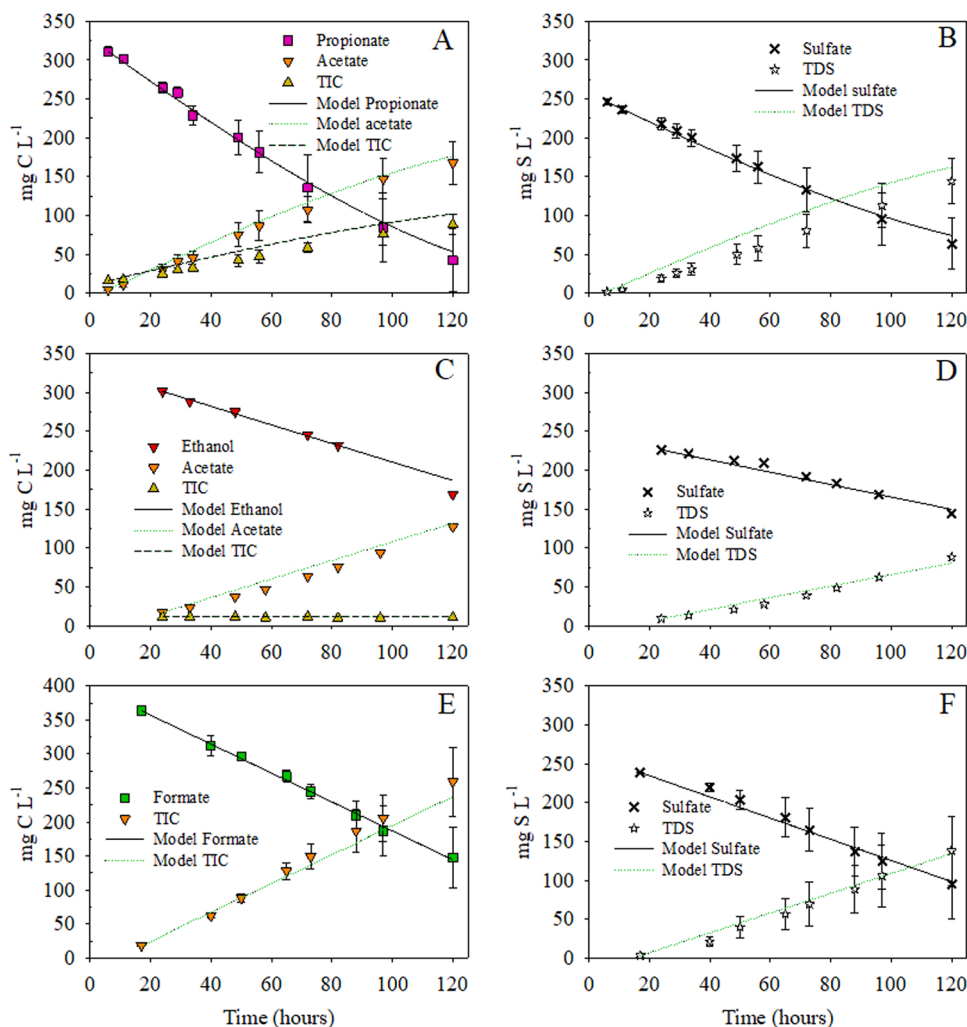 A
350
300
250
200
150
100
50
0
mg C L-1
Propionate
Acetate
TIC
Model Propionate
Model acetate
Model TIC
0 20 40 60 80 100 120
B
350
300
250
200
150
100
50
0
mg S L-1
Sulfate
TDS
Model sulfate
Model TDS
0 20 40 60 80 100 120
C
350
300
250
200
150
100
50
0
mg C L-1
Ethanol
Acetate
TIC
Model Ethanol
Model Acetate
Model TIC
0 20 40 60 80 100 120
D
350
300
250
200
150
100
50
0
mg S L-1
Sulfate
TDS
Model Sulfate
Model TDS
0 20 40 60 80 100 120
E
400
350
300
250
200
150
100
50
0
mg C L-1
Formate
TIC
Model Formate
Model TIC
0 20 40 60 80 100 120
Time (hours)
F
350
300
250
200
150
100
50
0
mg S L-1
Sulfate
TDS
Model Sulfate
Model TDS
0 20 40 60 80 100 120
Time (hours)